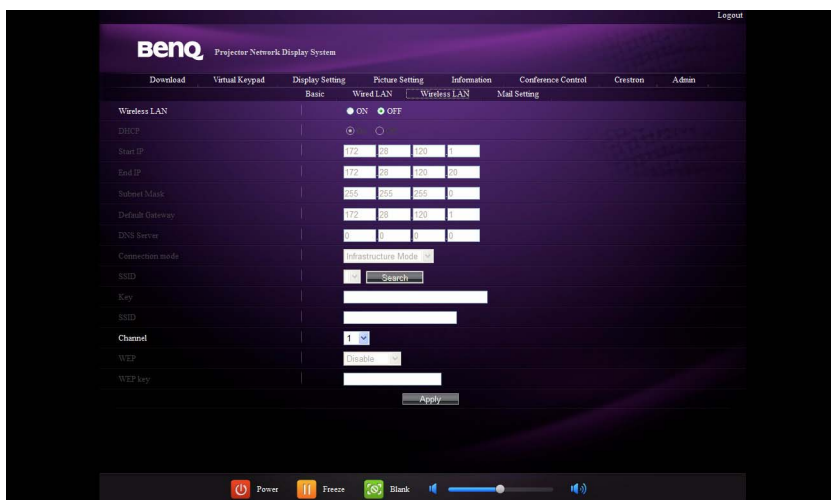 Logout
BenQ Projector Network Display System
Download Virtual Keypad Display Setting Picture Setting Information Conference Control Crestron Admin
Basic Wired LAN Wireless LAN Mail Setting
Wireless LAN ON OFF
DHCP
Start IP 172 .28 .120 .1
End IP 172 .28 .120 .20
Subnet Mask 255 .255 .255 .0
Default Gateway 172 .28 .120 .1
DNS Server 0 .0 .0 .0
Connection mode Infrastructure Mode
SSID Search
Key
SSID
Channel 1
WEP Disable
WEP key
Apply
Power Freeze Blank